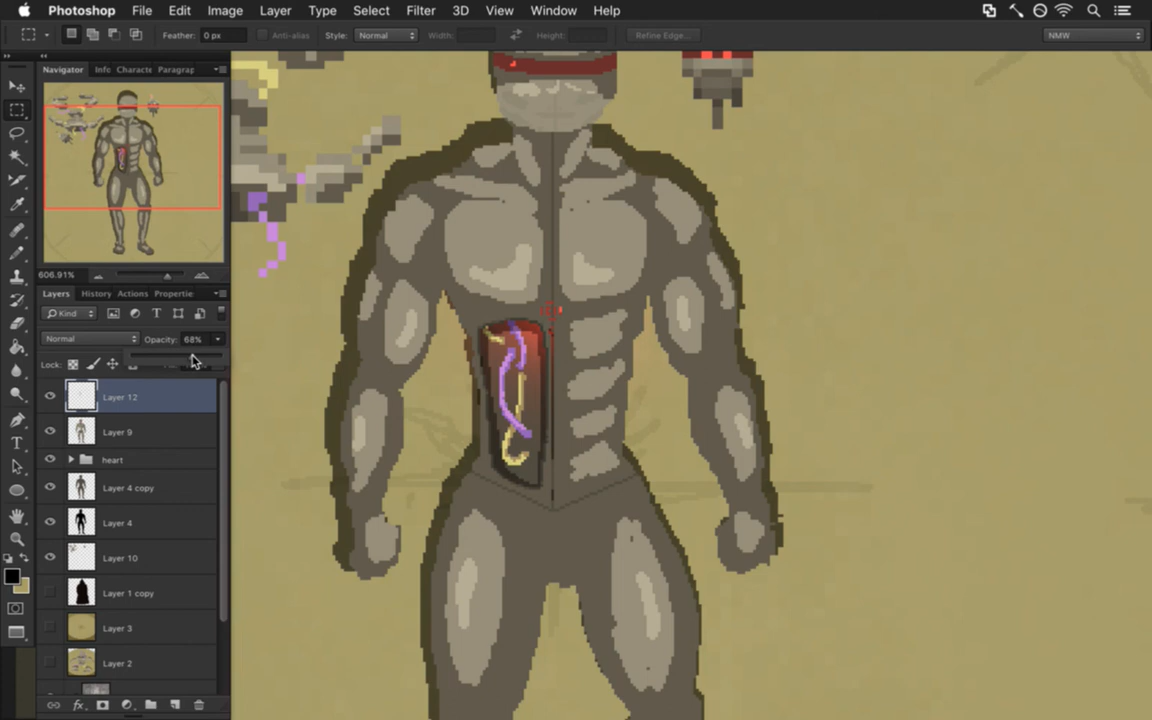 Photoshop File Edit Image Layer Type Select Filter 3D View Window Help
Feather: 0 px Anti-alias Style: Normal Width: Height: Refine Edge... NMW
Navigator Info Characte Paragrap
606.91%
Layers History Actions Propertie
Kind
Normal Opacity: 68%
Lock:
Layer 12
Layer 9
heart
Layer 4 copy
Layer 4
Layer 10
Layer 1 copy
Layer 3
Layer 2